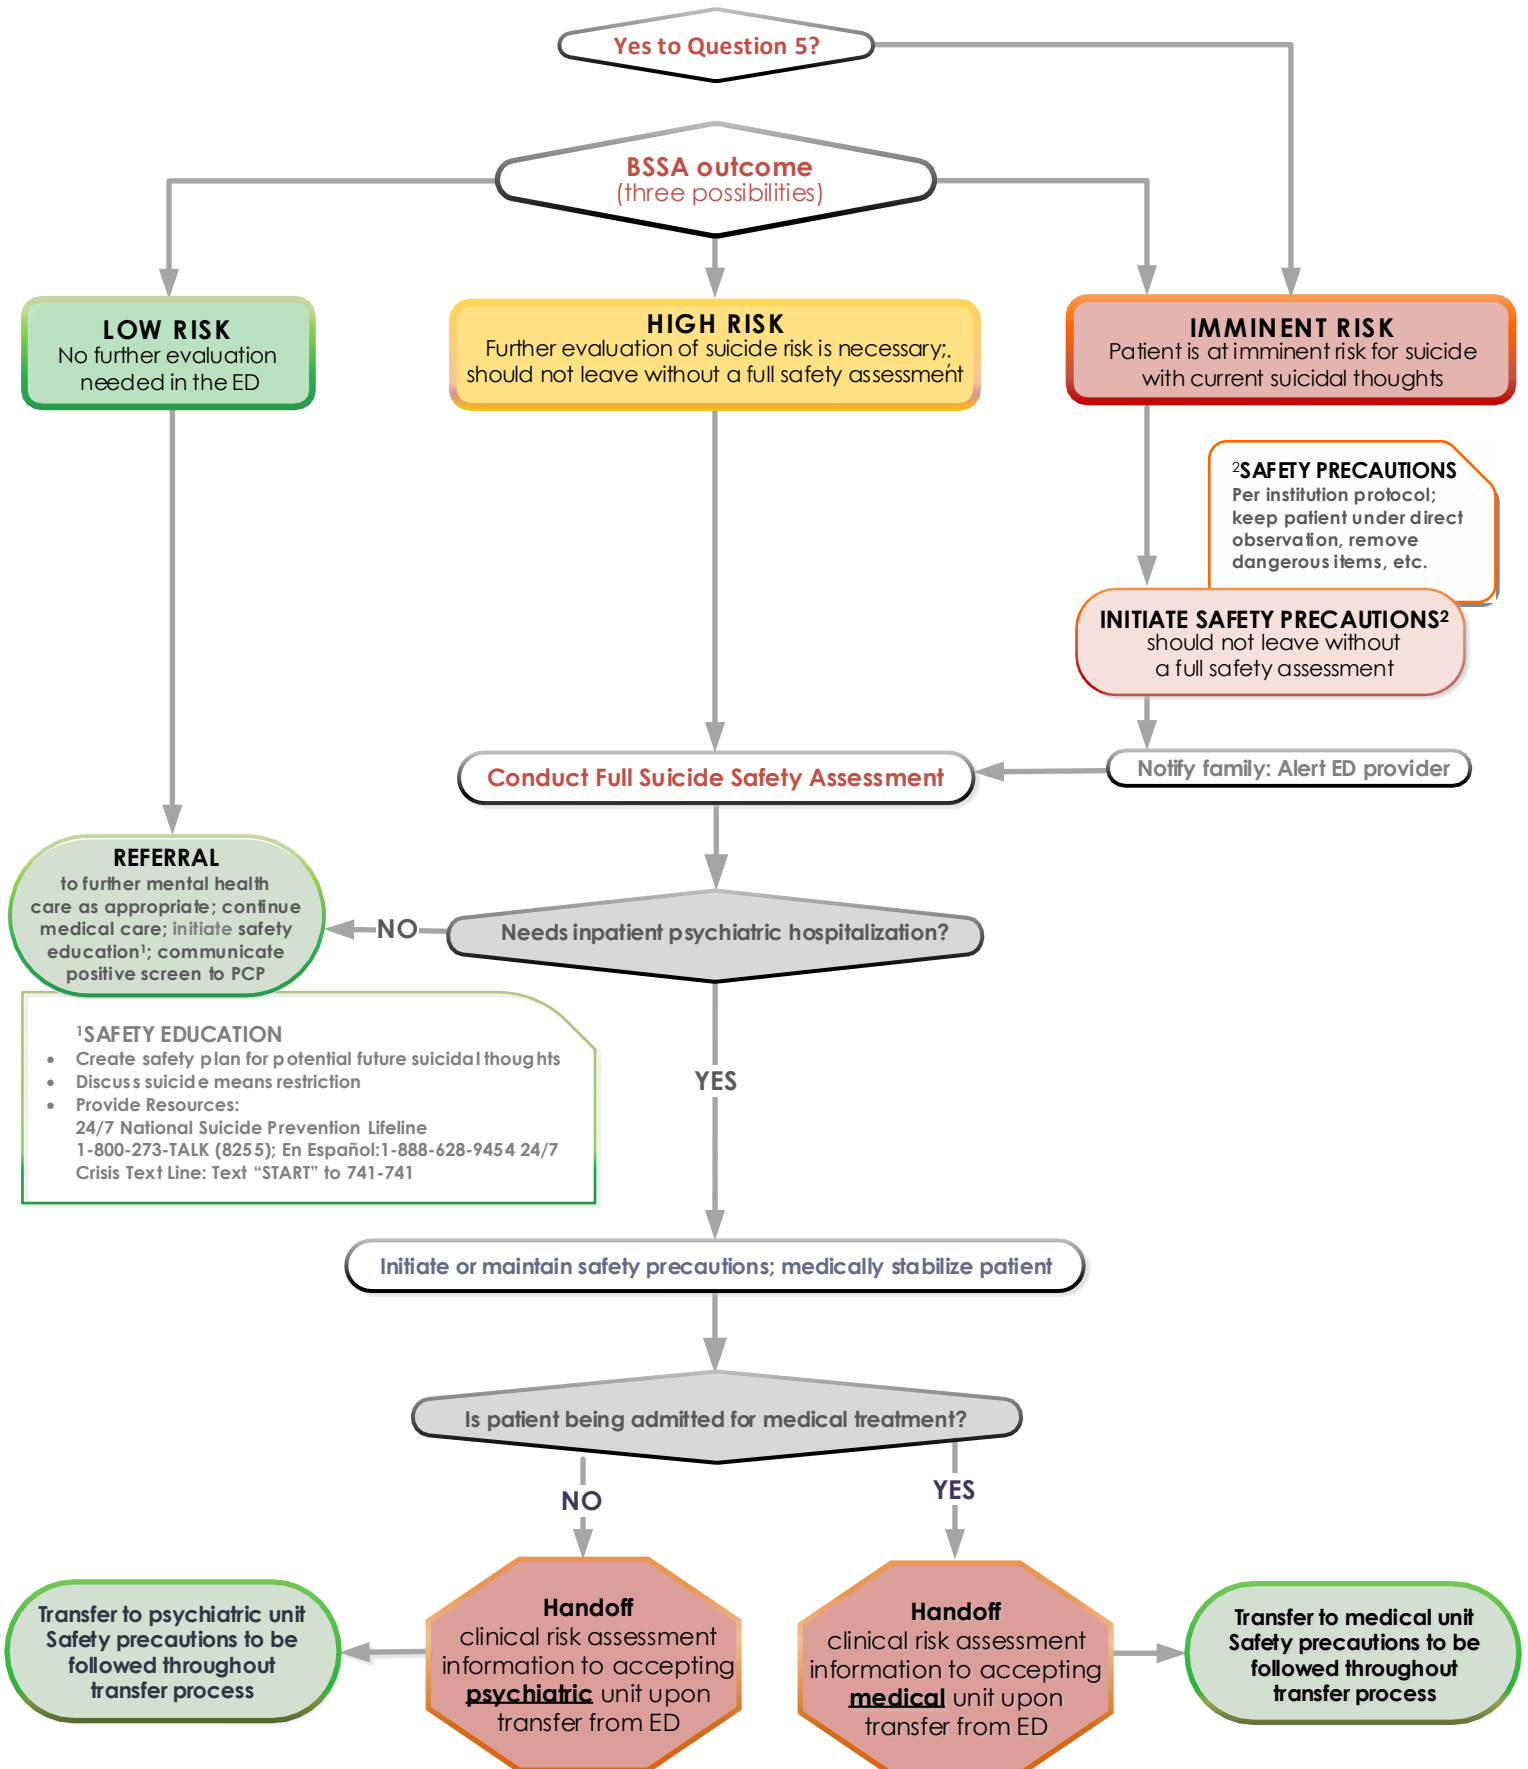 Yes to Question 5?
BSSA outcome
(three possibilities)
LOW RISK
No further evaluation
needed in the ED
HIGH RISK
Further evaluation of suicide risk is necessary;.
should not leave without a full safety assessment
IMMINENT RISK
Patient is at imminent risk for suicide
with current suicidal thoughts
²SAFETY PRECAUTIONS
Per institution protocol;
keep patient under direct
observation, remove
dangerous items, etc.
INITIATE SAFETY PRECAUTIONS²
should not leave without
a full safety assessment
Conduct Full Suicide Safety Assessment
Notify family: Alert ED provider
REFERRAL
to further mental health
care as appropriate; continue
medical care; initiate safety
education¹; communicate
positive screen to PCP
NO
Needs inpatient psychiatric hospitalization?
¹SAFETY EDUCATION
• Create safety plan for potential future suicidal thoughts
• Discuss suicide means restriction
• Provide Resources:
24/7 National Suicide Prevention Lifeline
1-800-273-TALK (8255); En Español:1-888-628-9454 24/7
Crisis Text Line: Text “START” to 741-741
YES
Initiate or maintain safety precautions; medically stabilize patient
Is patient being admitted for medical treatment?
NO
YES
Transfer to psychiatric unit
Safety precautions to be
followed throughout
transfer process
Handoff
clinical risk assessment
information to accepting
psychiatric unit upon
transfer from ED
Handoff
clinical risk assessment
information to accepting
medical unit upon
transfer from ED
Transfer to medical unit
Safety precautions to be
followed throughout
transfer process